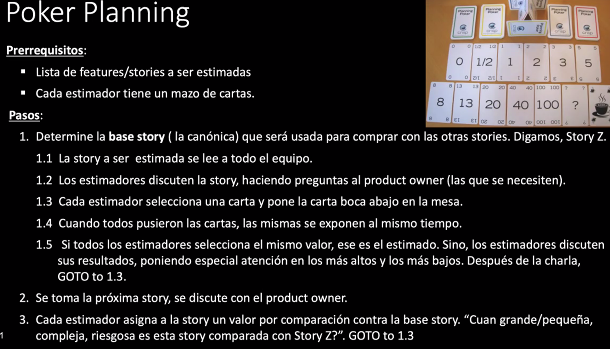 Poker Planning
Prerrequisitos:
▪ Lista de features/stories a ser estimadas
▪ Cada estimador tiene un mazo de cartas.
Pasos:
1. Determine la base story ( la canónica) que será usada para comprar con las otras stories. Digamos, Story Z.
1.1 La story a ser estimada se lee a todo el equipo.
1.2 Los estimadores discuten la story, haciendo preguntas al product owner (las que se necesiten).
1.3 Cada estimador selecciona una carta y pone la carta boca abajo en la mesa.
1.4 Cuando todos pusieron las cartas, las mismas se exponen al mismo tiempo.
1.5 Si todos los estimadores selecciona el mismo valor, ese es el estimado. Sino, los estimadores discuten
sus resultados, poniendo especial atención en los más altos y los más bajos. Después de la charla,
GOTO to 1.3.
2. Se toma la próxima story, se discute con el product owner.
3. Cada estimador asigna a la story un valor por comparación contra la base story. “Cuan grande/pequeña,
compleja, riesgosa es esta story comparada con Story Z?”. GOTO to 1.3
1
0 1/2 1 2 3 5
8 13 20 40 100 ?